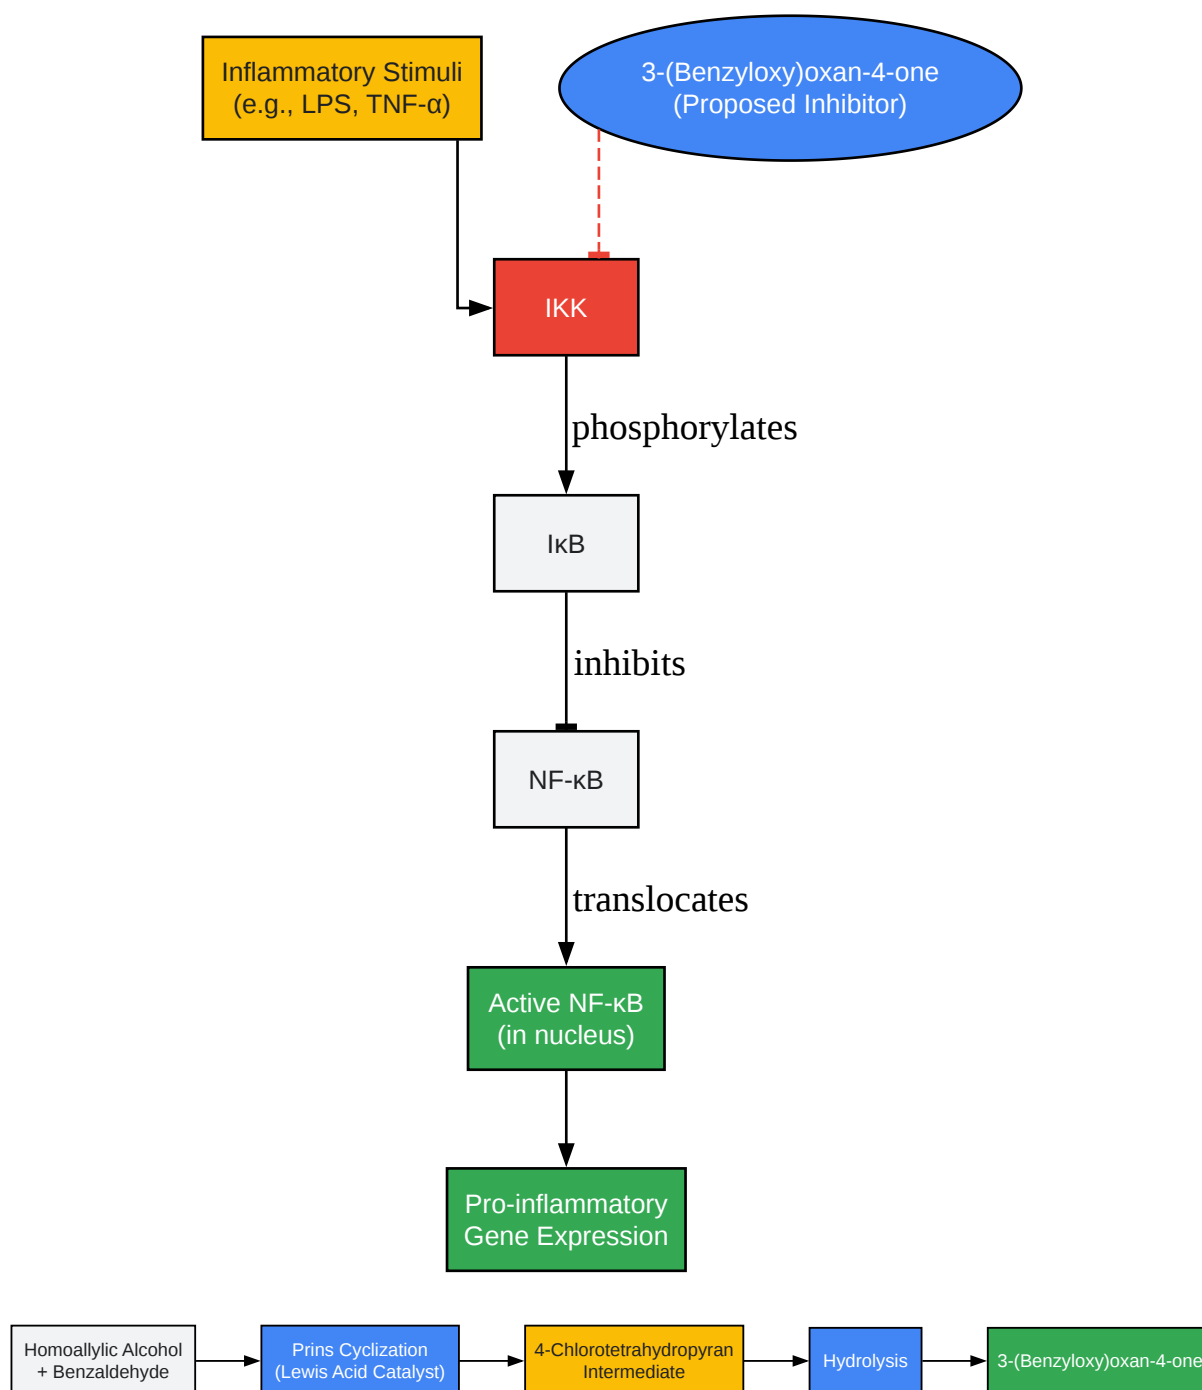 Inflammatory Stimuli
(e.g., LPS, TNF-α)
3-(Benzyloxy)oxan-4-one
(Proposed Inhibitor)
IKK
phosphorylates
IκB
inhibits
NF-κB
translocates
Active NF-κB
(in nucleus)
Pro-inflammatory
Gene Expression
Homoallylic Alcohol
+ Benzaldehyde
Prins Cyclization
(Lewis Acid Catalyst)
4-Chlorotetrahydropyran
Intermediate
Hydrolysis
3-(Benzyloxy)oxan-4-one